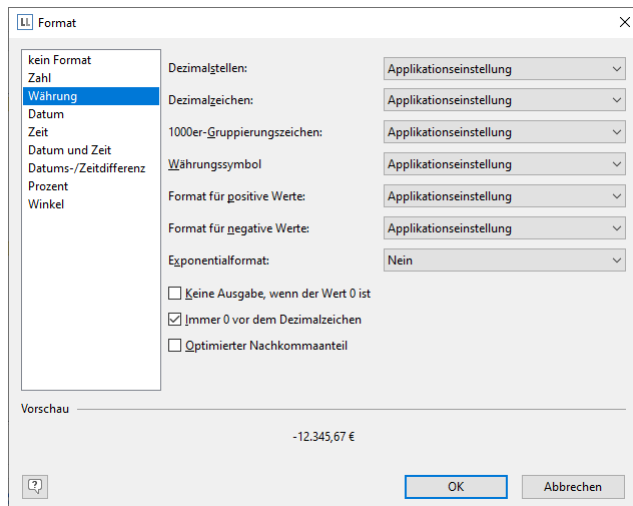 LL Format
kein Format
Zahl
Währung
Datum
Zeit
Datum und Zeit
Datums-/Zeitdifferenz
Prozent
Winkel
Dezimalstellen: Applikationseinstellung
Dezimalzeichen: Applikationseinstellung
1000er-Gruppierungszeichen: Applikationseinstellung
Währungssymbol Applikationseinstellung
Format für positive Werte: Applikationseinstellung
Format für negative Werte: Applikationseinstellung
Exponentialformat: Nein
Keine Ausgabe, wenn der Wert 0 ist
Immer 0 vor dem Dezimalzeichen
Optimierter Nachkommaanteil
Vorschau
-12.345,67 €
? OK Abbrechen